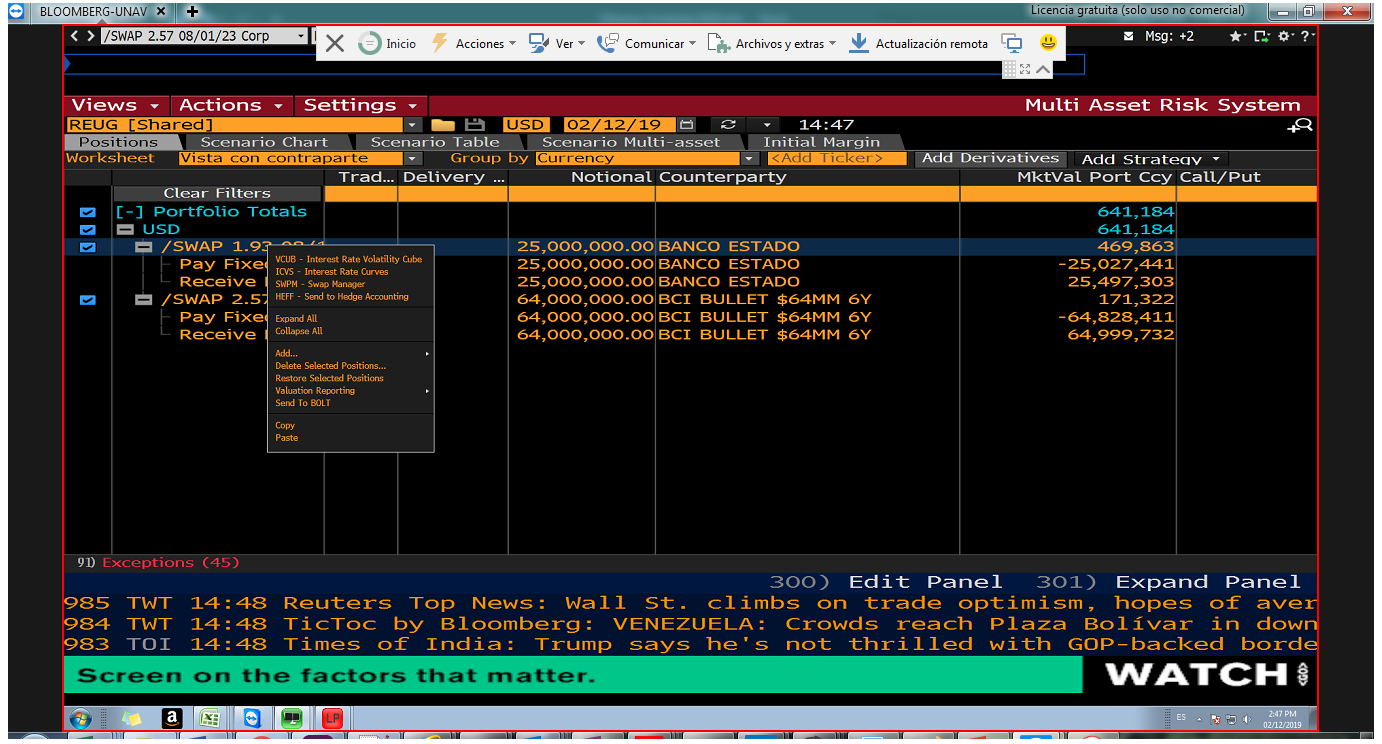 BLOOMBERG-UNAV
Licencia gratuita (solo uso no comercial)
/SWAP 2.57 08/01/23 Corp
Inicio Acciones Ver Comunicar Archivos y extras Actualización remota
Msg: +2
Views Actions Settings Multi Asset Risk System
REUG [Shared] USD 02/12/19 14:47
Positions Scenario Chart Scenario Table Scenario Multi-asset Initial Margin
Worksheet Vista con contraparte Group by Currency <Add Ticker> Add Derivatives Add Strategy
Trad... Delivery ... Notional Counterparty MktVal Port Ccy Call/Put
Clear Filters
[-] Portfolio Totals 641,184
USD 641,184
/SWAP 1.93 08/1 25,000,000.00 BANCO ESTADO 469,863
Pay Fixe 25,000,000.00 BANCO ESTADO -25,027,441
Receive 25,000,000.00 BANCO ESTADO 25,497,303
/SWAP 2.57 64,000,000.00 BCI BULLET $64MM 6Y 171,322
Pay Fixe 64,000,000.00 BCI BULLET $64MM 6Y -64,828,411
Receive 64,000,000.00 BCI BULLET $64MM 6Y 64,999,732
VCUB - Interest Rate Volatility Cube
ICVS - Interest Rate Curves
SWPM - Swap Manager
HEFF - Send to Hedge Accounting
Expand All
Collapse All
Add...
Delete Selected Positions...
Restore Selected Positions
Valuation Reporting
Send To BOLT
Copy
Paste
91) Exceptions (45)
300) Edit Panel 301) Expand Panel
985 TWT 14:48 Reuters Top News: Wall St. climbs on trade optimism, hopes of aver
984 TWT 14:48 TicToc by Bloomberg: VENEZUELA: Crowds reach Plaza Bolívar in down
983 TOI 14:48 Times of India: Trump says he's not thrilled with GOP-backed borde
Screen on the factors that matter. WATCH
a LP ES 2:47 PM
02/12/2019